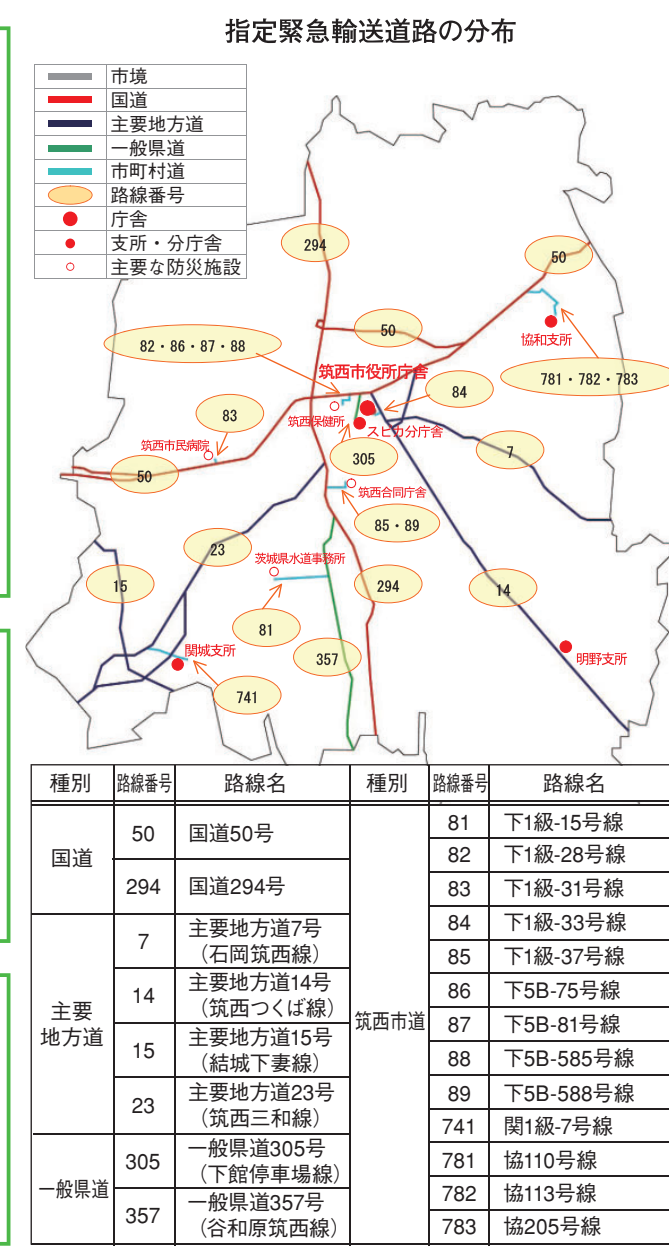 指定緊急輸送道路の分布
市境
国道
主要地方道
一般県道
市町村道
路線番号
庁舎
支所・分庁舎
主要な防災施設
294
50
50
協和支所
82・86・87・88
筑西市役所庁舎
781・782・783
84
筑西保健所
スピカ分庁舎
83
筑西市民病院
305
7
50
筑西合同庁舎
85・89
23
茨城県水道事務所
15
294
14
81
関城支所
357
明野支所
741
種別 路線番号 路線名 種別 路線番号 路線名
国道
50 国道50号
294 国道294号
主要
地方道
7 主要地方道7号
（石岡筑西線）
14 主要地方道14号
（筑西つくば線）
15 主要地方道15号
（結城下妻線）
23 主要地方道23号
（筑西三和線）
一般県道
305 一般県道305号
（下館停車場線）
357 一般県道357号
（谷和原筑西線）
筑西市道
81 下1級-15号線
82 下1級-28号線
83 下1級-31号線
84 下1級-33号線
85 下1級-37号線
86 下5B-75号線
87 下5B-81号線
88 下5B-585号線
89 下5B-588号線
741 関1級-7号線
781 協110号線
782 協113号線
783 協205号線